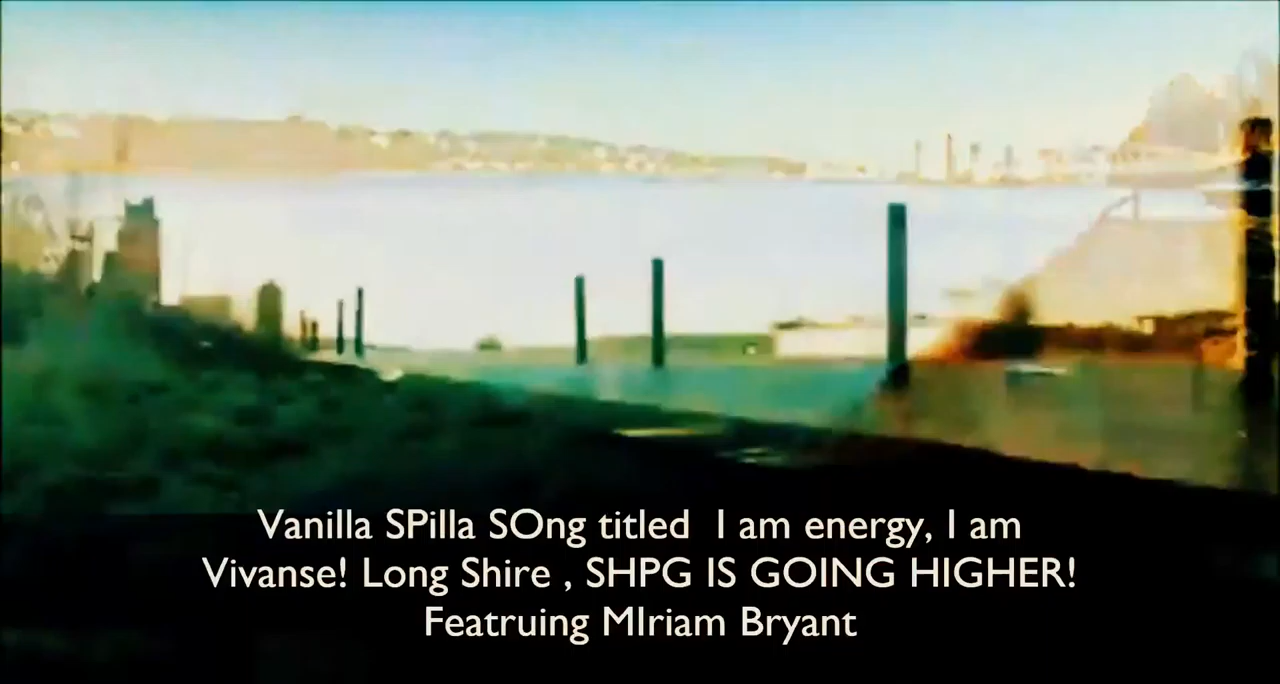 Vanilla SPilla SOng titled  I am energy, I am
Vivanse! Long Shire , SHPG IS GOING HIGHER!
Featruing MIriam Bryant